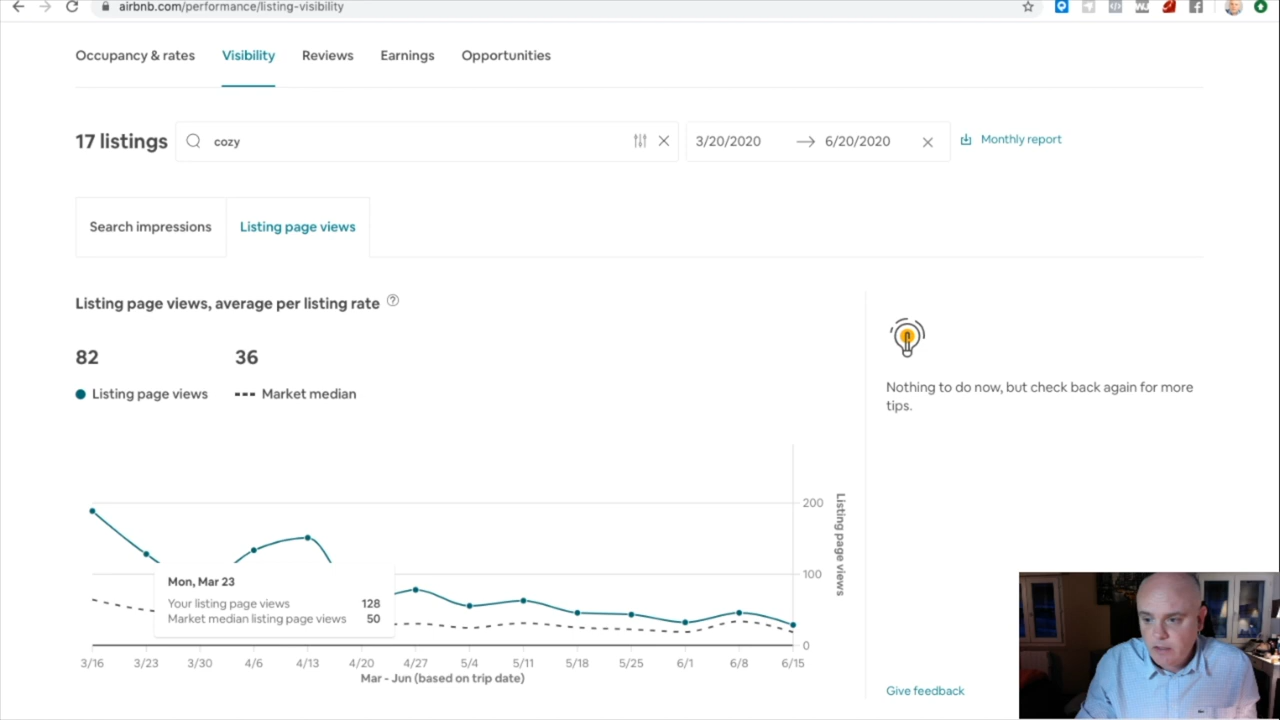 airbnb.com/performance/listing-visibility
Occupancy & rates Visibility Reviews Earnings Opportunities
17 listings cozy 3/20/2020 → 6/20/2020 Monthly report
Search impressions Listing page views
Listing page views, average per listing rate ?
82 36
Listing page views Market median
Nothing to do now, but check back again for more
tips.
200
100
0
Listing page views
Mon, Mar 23
Your listing page views 128
Market median listing page views 50
3/16 3/23 3/30 4/6 4/13 4/20 4/27 5/4 5/11 5/18 5/25 6/1 6/8 6/15
Mar - Jun (based on trip date)
Give feedback